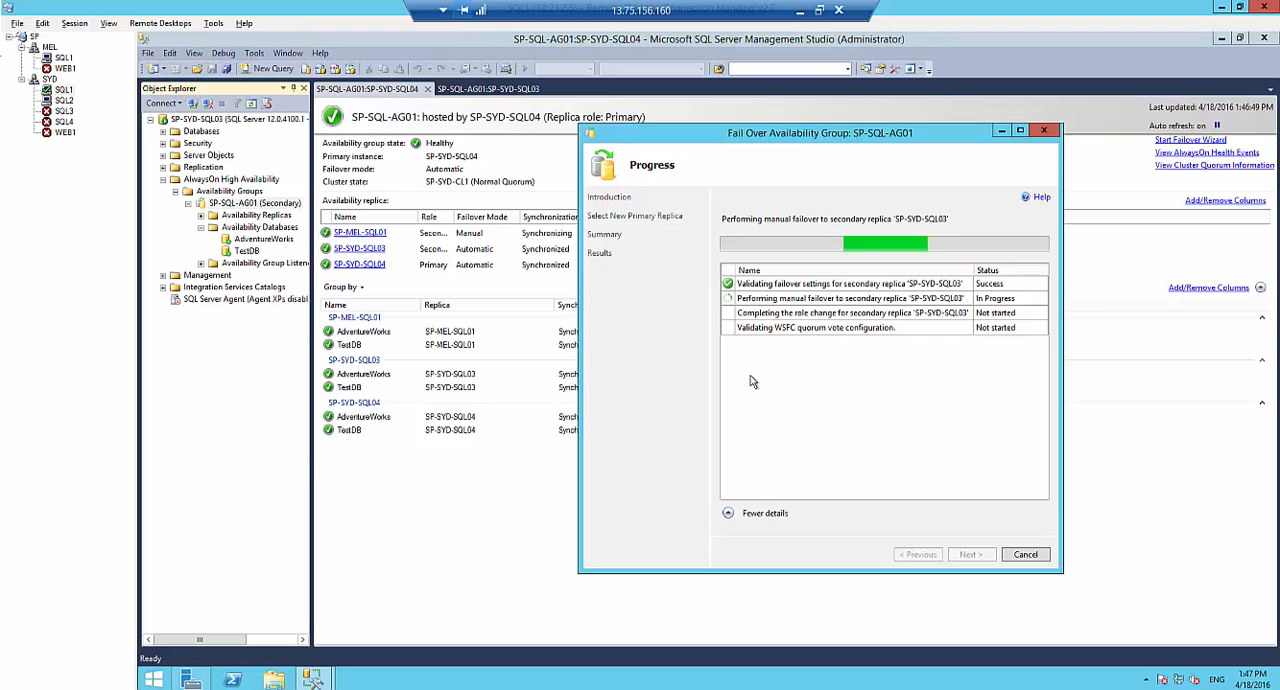 13.75.156.160
File Edit Session View Remote Desktops Tools Help
SP
MEL
SQL1
WEB1
SYD
SQL1
SQL2
SQL3
SQL4
WEB1
SP-SQL-AG01:SP-SYD-SQL04 - Microsoft SQL Server Management Studio (Administrator)
File Edit View Debug Tools Window Help
New Query
Object Explorer
Connect
SP-SYD-SQL03 (SQL Server 12.0.4100.1
Databases
Security
Server Objects
Replication
AlwaysOn High Availability
Availability Groups
SP-SQL-AG01 (Secondary)
Availability Replicas
Availability Databases
AdventureWorks
TestDB
Availability Group Listen
Management
Integration Services Catalogs
SQL Server Agent (Agent XPs disabl
SP-SQL-AG01:SP-SYD-SQL04 SP-SQL-AG01:SP-SYD-SQL03
SP-SQL-AG01: hosted by SP-SYD-SQL04 (Replica role: Primary)
Last updated: 4/18/2016 1:46:49 PM
Auto refresh: on
Availability group state: Healthy
Primary instance: SP-SYD-SQL04
Failover mode: Automatic
Cluster state: SP-SYD-CL1 (Normal Quorum)
Start Failover Wizard
View AlwaysOn Health Events
View Cluster Quorum Information
Availability replica:
Add/Remove Columns
Name Role Failover Mode Synchronization
SP-MEL-SQL01 Secon... Manual Synchronizing
SP-SYD-SQL03 Secon... Automatic Synchronized
SP-SYD-SQL04 Primary Automatic Synchronized
Group by
Add/Remove Columns
Name Replica Synch
SP-MEL-SQL01
AdventureWorks SP-MEL-SQL01 Synch
TestDB SP-MEL-SQL01 Synch
SP-SYD-SQL03
AdventureWorks SP-SYD-SQL03 Synch
TestDB SP-SYD-SQL03 Synch
SP-SYD-SQL04
AdventureWorks SP-SYD-SQL04 Synch
TestDB SP-SYD-SQL04 Synch
Fail Over Availability Group: SP-SQL-AG01
Progress
Introduction
Select New Primary Replica
Summary
Results
Help
Performing manual failover to secondary replica 'SP-SYD-SQL03'
Name Status
Validating failover settings for secondary replica 'SP-SYD-SQL03' Success
Performing manual failover to secondary replica 'SP-SYD-SQL03' In Progress
Completing the role change for secondary replica 'SP-SYD-SQL03' Not started
Validating WSFC quorum vote configuration. Not started
Fewer details
< Previous Next > Cancel
Ready
ENG
1:47 PM
4/18/2016